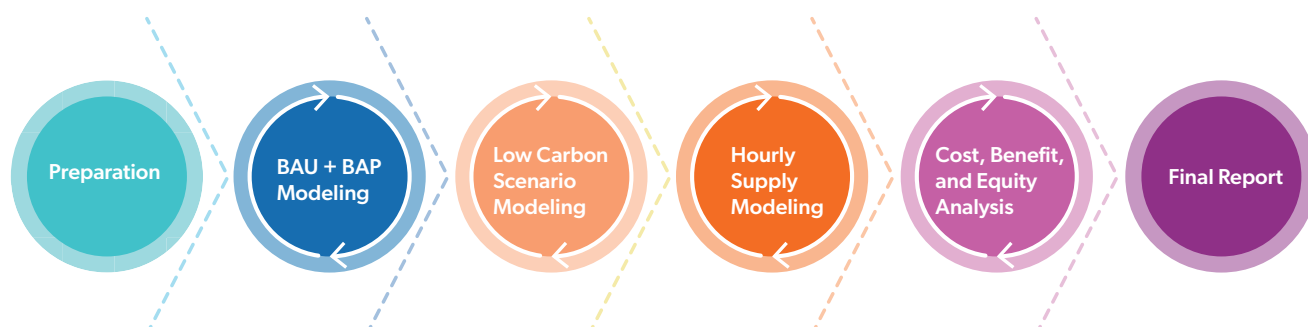 Preparation
BAU + BAP
Modeling
Low Carbon
Scenario
Modeling
Hourly
Supply
Modeling
Cost, Benefit,
and Equity
Analysis
Final Report